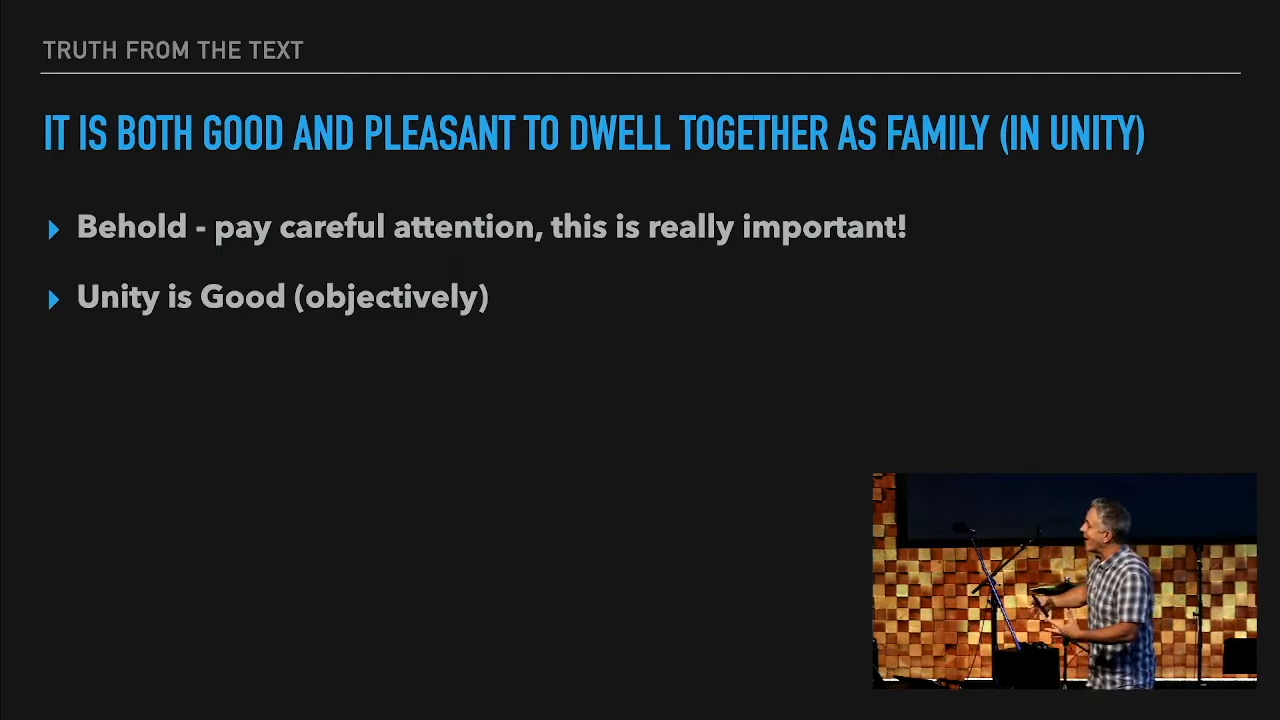 TRUTH FROM THE TEXT
IT IS BOTH GOOD AND PLEASANT TO DWELL TOGETHER AS FAMILY (IN UNITY)
Behold - pay careful attention, this is really important!
Unity is Good (objectively)